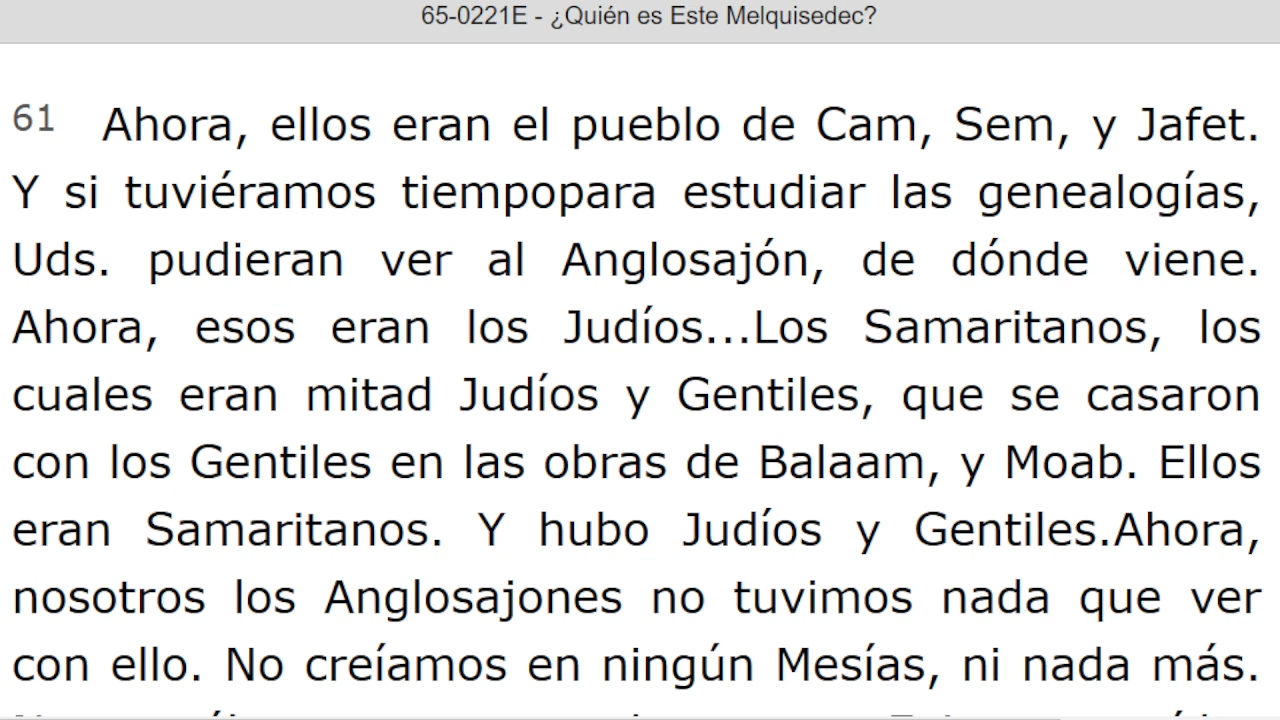 65-0221E - ¿Quién es Este Melquisedec?
61 Ahora, ellos eran el pueblo de Cam, Sem, y Jafet.
Y si tuviéramos tiempopara estudiar las genealogías,
Uds. pudieran ver al Anglosajón, de dónde viene.
Ahora, esos eran los Judíos...Los Samaritanos, los
cuales eran mitad Judíos y Gentiles, que se casaron
con los Gentiles en las obras de Balaam, y Moab. Ellos
eran Samaritanos. Y hubo Judíos y Gentiles.Ahora,
nosotros los Anglosajones no tuvimos nada que ver
con ello. No creíamos en ningún Mesías, ni nada más.